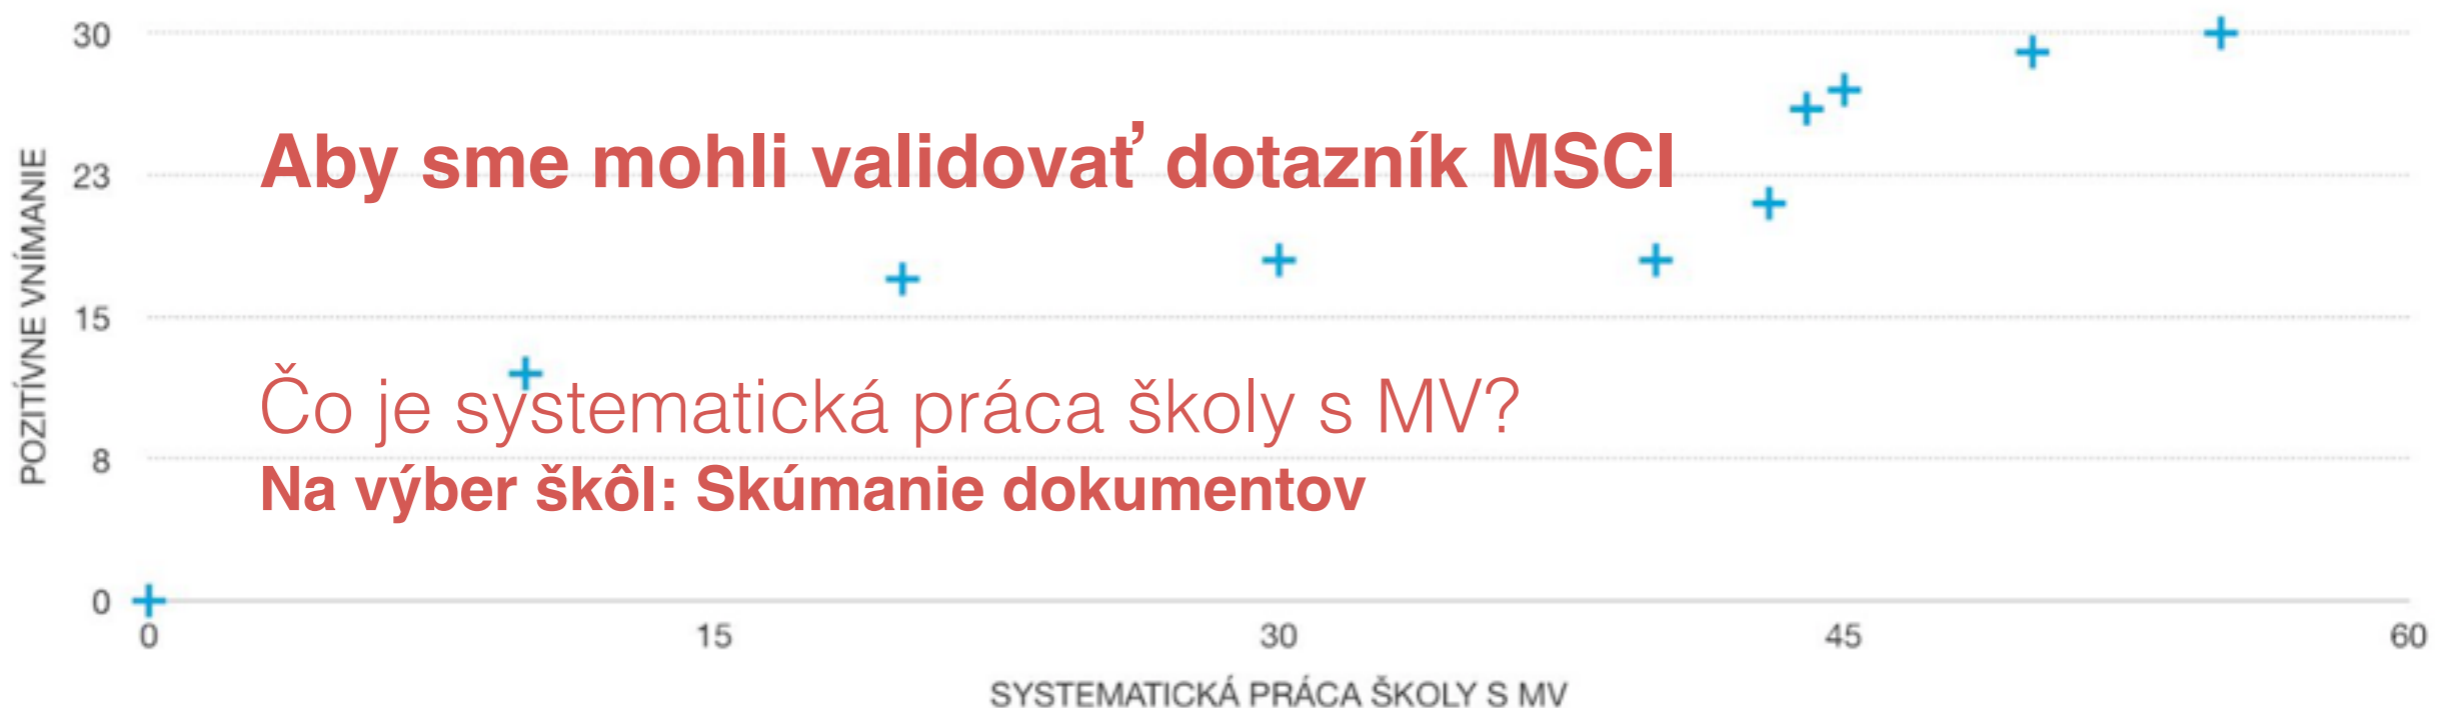 30
Aby sme mohli validovať dotazník MSCI
23
POZITÍVNE VNÍMANIE
15
Čo je systematická práca školy s MV?
8
Na výber škôl: Skúmanie dokumentov
0
0 15 30 45 60
SYSTEMATICKÁ PRÁCA ŠKOLY S MV